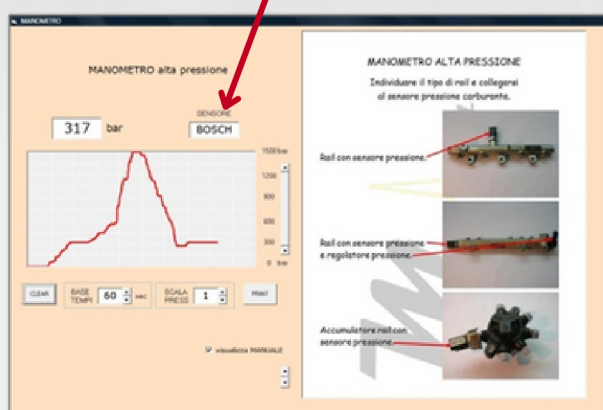 MANOMETRO
MANOMETRO alta pressione
SENSORE
317 bar
BOSCH
1500 bar
1200
900
600
300
0 bar
CLEAR
BASE
TEMPI
60
sec
SCALA
PRESS
1
PRINT
visualizza MANUALE
MANOMETRO ALTA PRESSIONE
Individuare il tipo di rail e collegarsi
al sensore pressione carburante.
Rail con sensore pressione.
Rail con sensore pressione
e regolatore pressione.
Accumulatore rail con
sensore pressione.